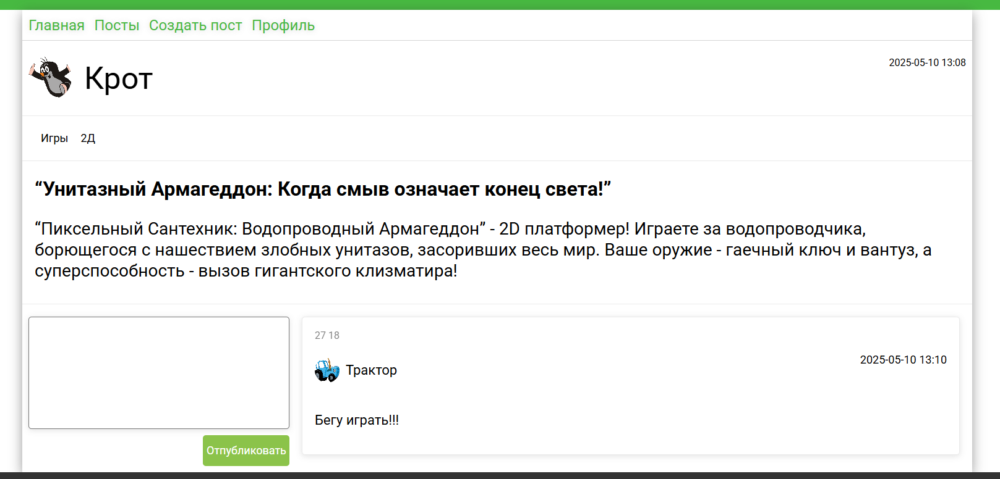 Главная Посты Создать пост Профиль
Крот
2025-05-10 13:08
Игры 2Д
“Унитазный Армагеддон: Когда смыв означает конец света!”
“Пиксельный Сантехник: Водопроводный Армагеддон” - 2D платформер! Играете за водопроводчика,
борющегося с нашествием злобных унитазов, засоривших весь мир. Ваше оружие - гаечный ключ и вантуз, а
суперспособность - вызов гигантского клизматира!
Отпубликовать
27 18
Трактор
2025-05-10 13:10
Бегу играть!!!